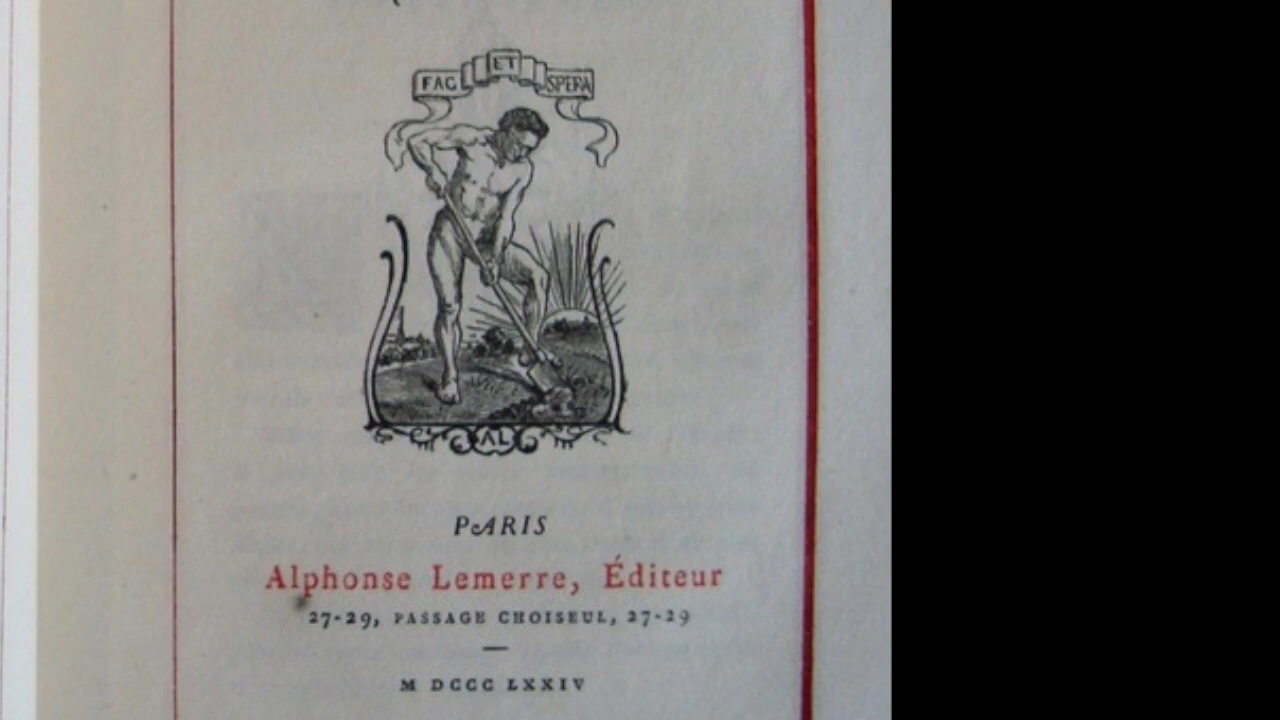 FAC ET SPERA
AL
PARIS
Alphonse Lemerre, Éditeur
27-29, PASSAGE CHOISEUL, 27-29
M DCCC LXXIV